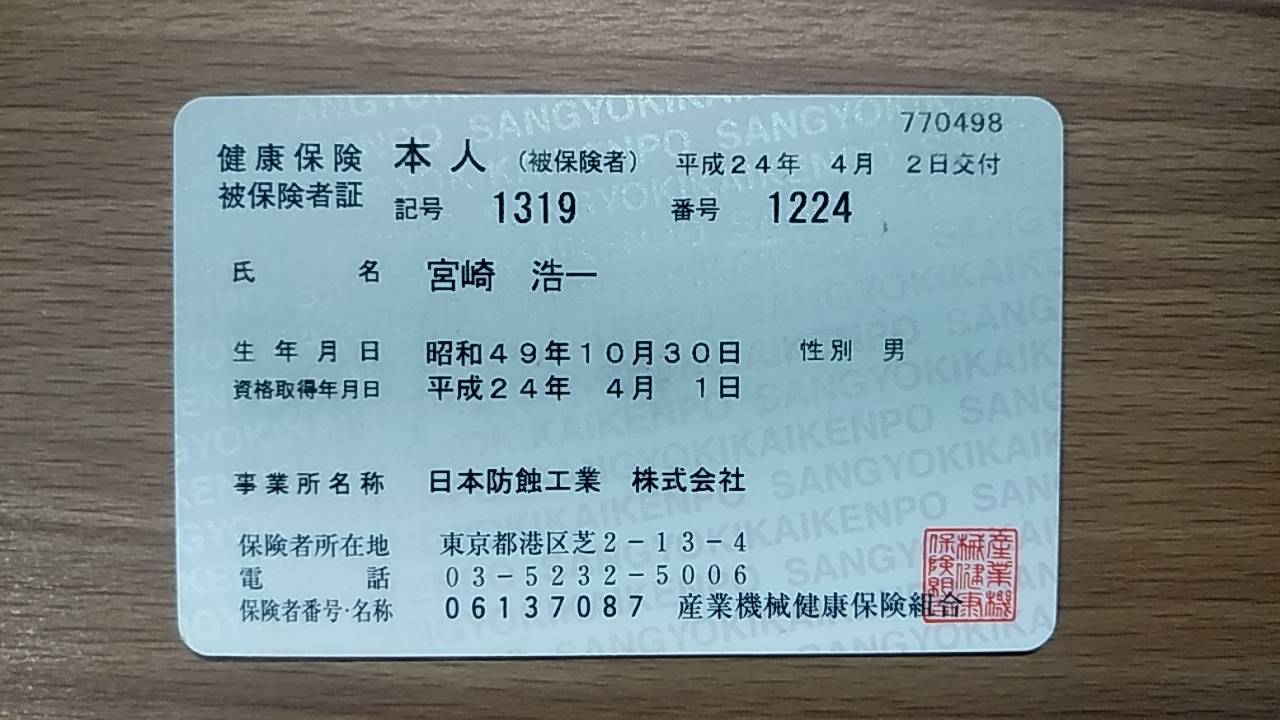 770498
健康保険 本人 （被保険者） 平成24年 4月 2日交付
被保険者証 記号 1319 番号 1224
氏名 宮崎 浩一
生年月日 昭和49年10月30日 性別 男
資格取得年月日 平成24年 4月 1日
事業所名称 日本防蝕工業 株式会社
保険者所在地 東京都港区芝2-13-4
電話 03-5232-5006
保険者番号・名称 06137087 産業機械健康保険組合
SANGYOKIKAIKENPO